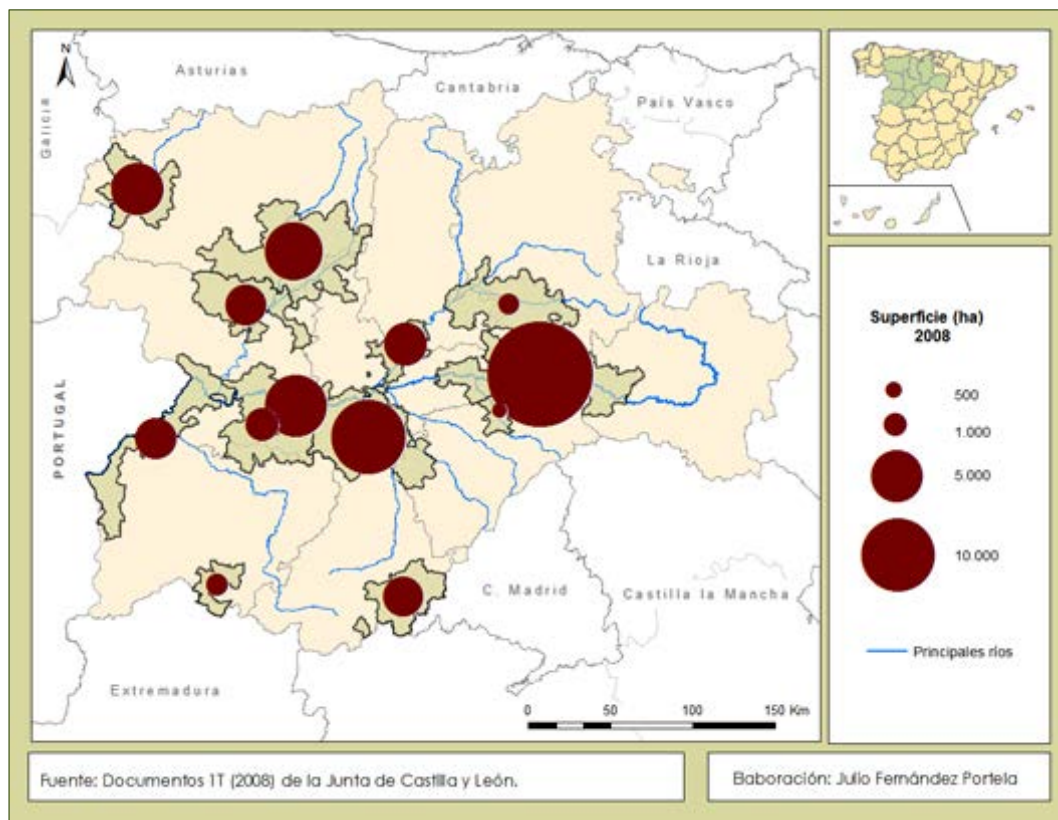 N
Asturias
Cantabria
País Vasco
Galicia
La Rioja
PORTUGAL
C. Madrid
Castilla la Mancha
Extremadura
0 50 100 150 Km
Superficie (ha)
2008
500
1.000
5.000
10.000
Principales ríos
Fuente: Documentos 1T (2008) de la Junta de Castilla y León.
Elaboración: Julio Fernández Portela